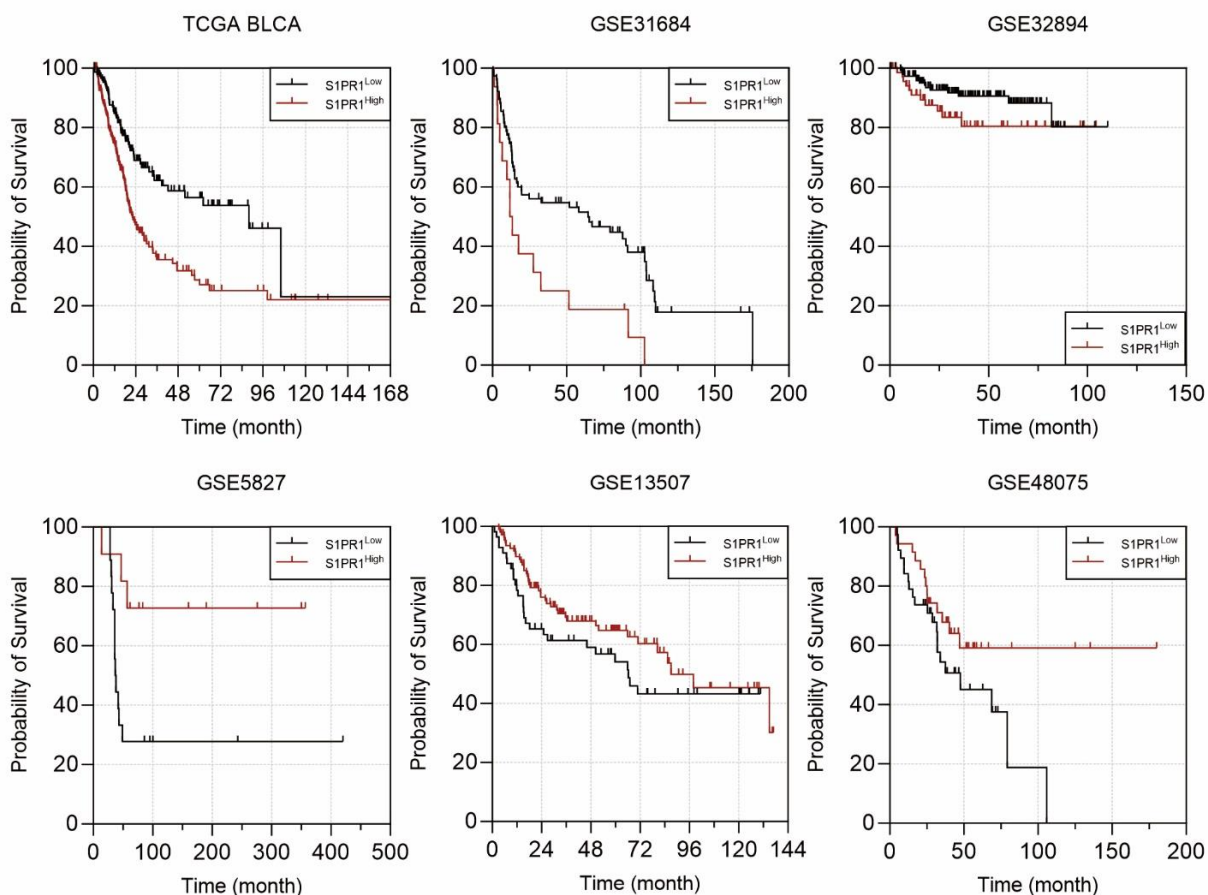 TCGA BLCA
GSE31684
GSE32894
Probability of Survival
100
80
60
40
20
0
S1PR1Low
S1PR1High
0 24 48 72 96 120 144 168
Time (month)
Probability of Survival
100
80
60
40
20
0
S1PR1Low
S1PR1High
0 50 100 150 200
Time (month)
Probability of Survival
100
80
60
40
20
0
S1PR1Low
S1PR1High
0 50 100 150
Time (month)
GSE5827
GSE13507
GSE48075
Probability of Survival
100
80
60
40
20
0
S1PR1Low
S1PR1High
0 100 200 300 400 500
Time (month)
Probability of Survival
100
80
60
40
20
0
S1PR1Low
S1PR1High
0 24 48 72 96 120 144
Time (month)
Probability of Survival
100
80
60
40
20
0
S1PR1Low
S1PR1High
0 50 100 150 200
Time (month)